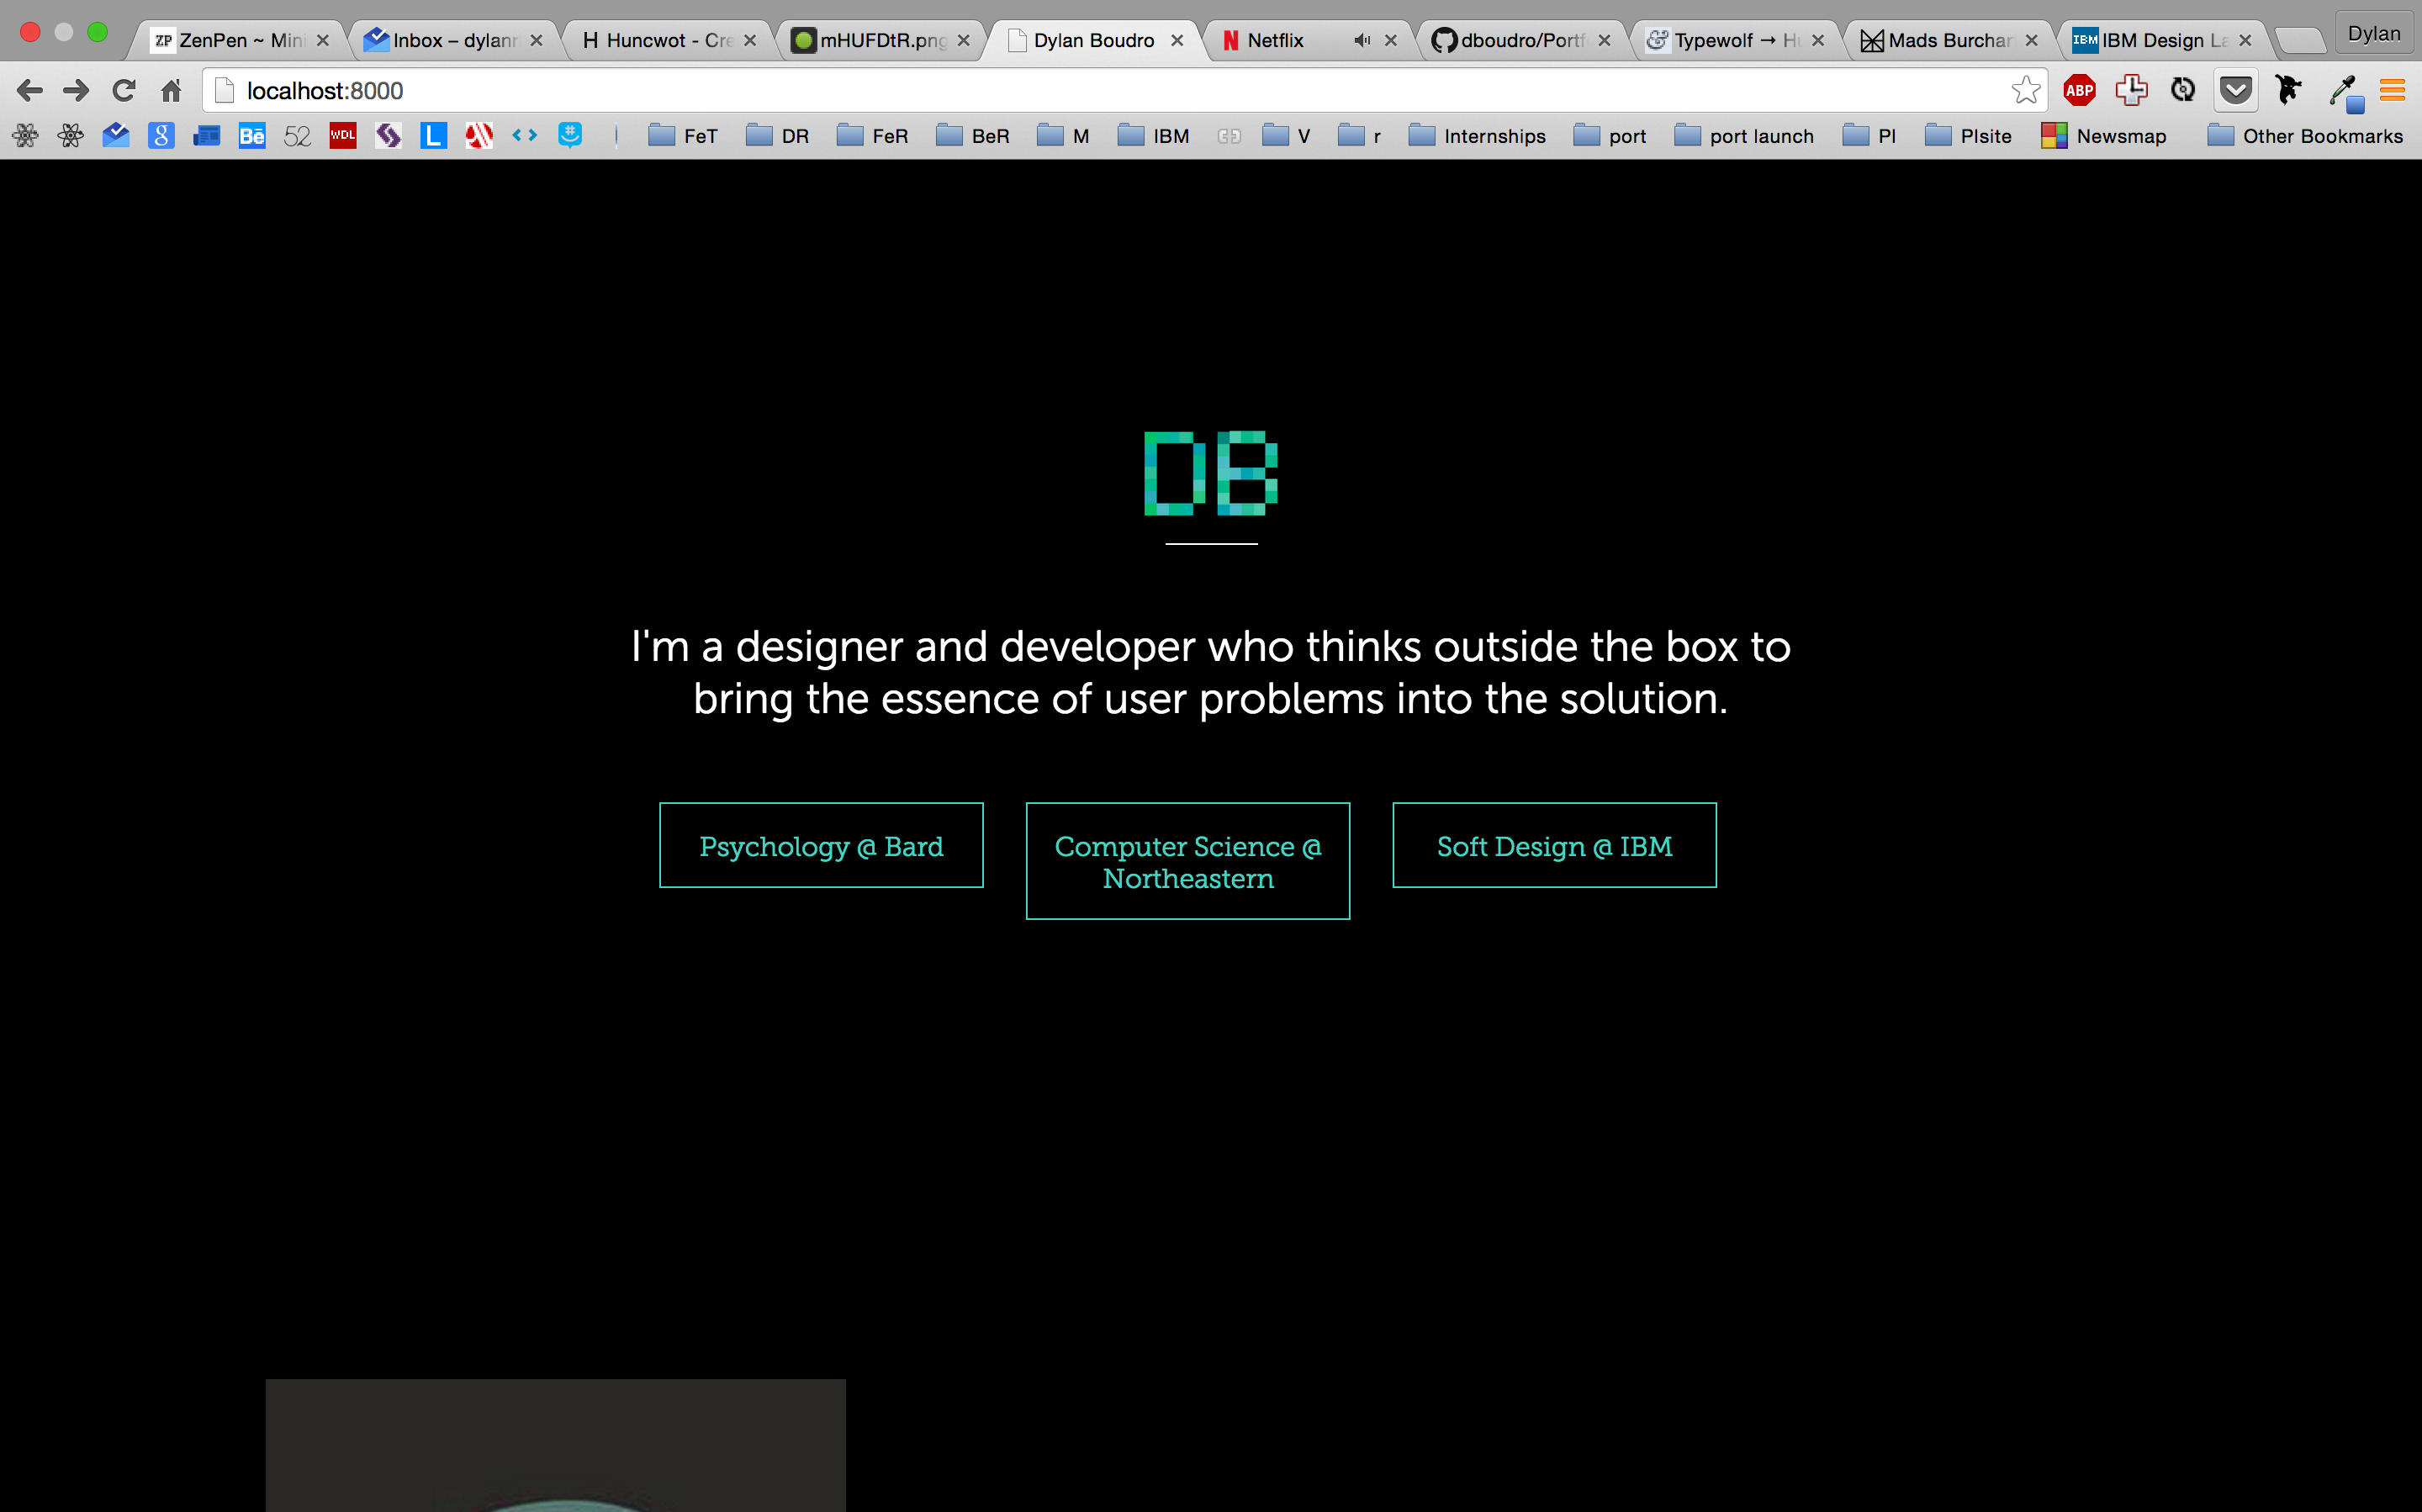 ZP ZenPen ~ Mini
Inbox – dylanr
H Huncwot - Cre
mHUFDtR.png
Dylan Boudro
N Netflix
dboudro/Portf
& Typewolf → Hu
Mads Burchar
IBM IBM Design La
Dylan
localhost:8000
ABP
g
Bē
52
WDL
L
FeT
DR
FeR
BeR
M
IBM
V
r
Internships
port
port launch
PI
PIsite
Newsmap
Other Bookmarks
DB
I'm a designer and developer who thinks outside the box to
bring the essence of user problems into the solution.
Psychology @ Bard
Computer Science @
Northeastern
Soft Design @ IBM